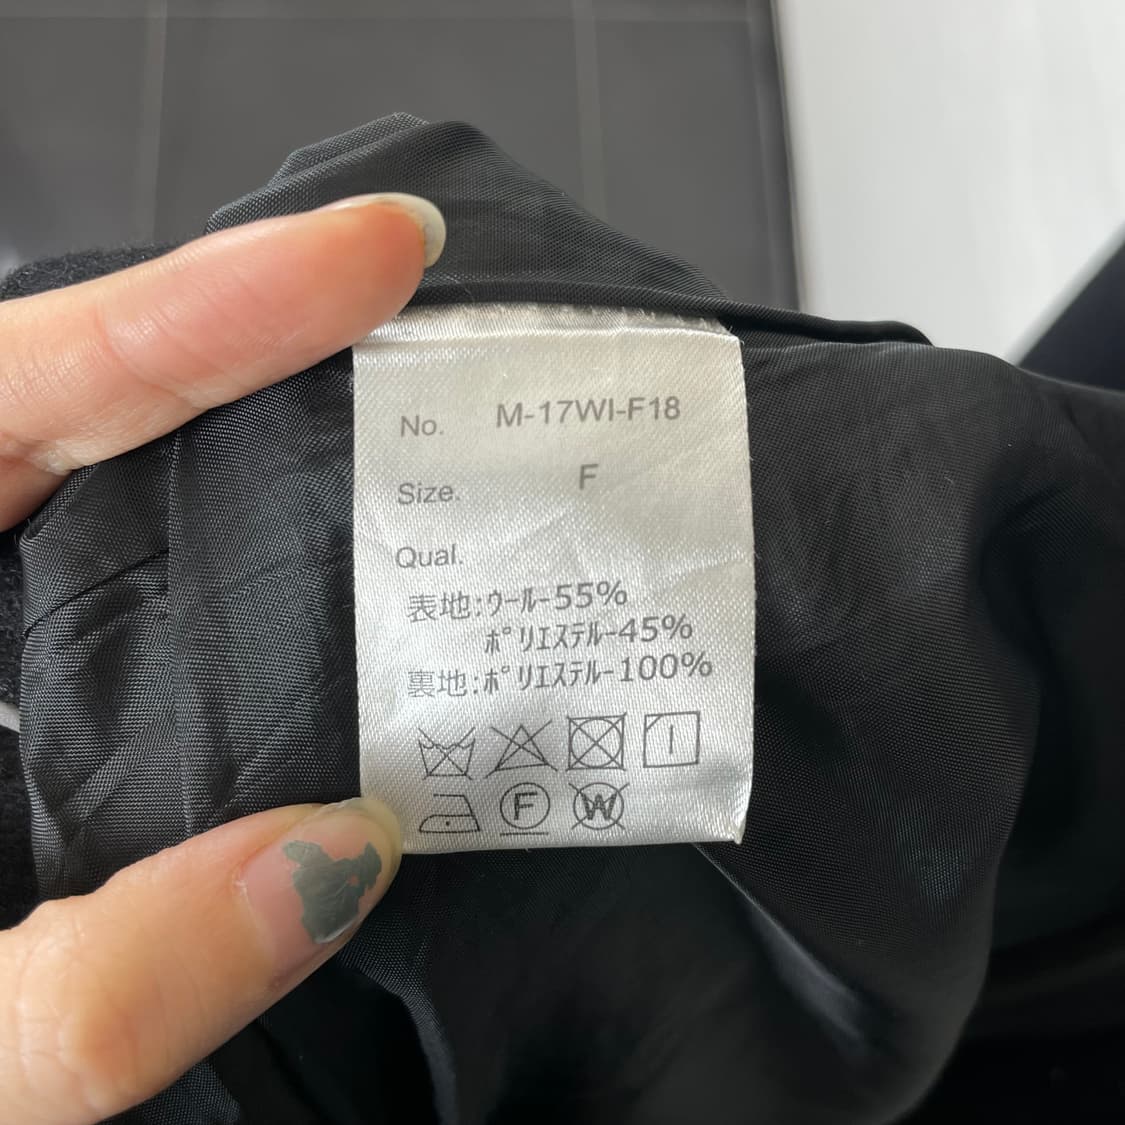 No. M-17WI-F18
Size. F
Qual.
表地:ウール-55%
ポリエステル-45%
裏地:ポリエステル-100%
F W